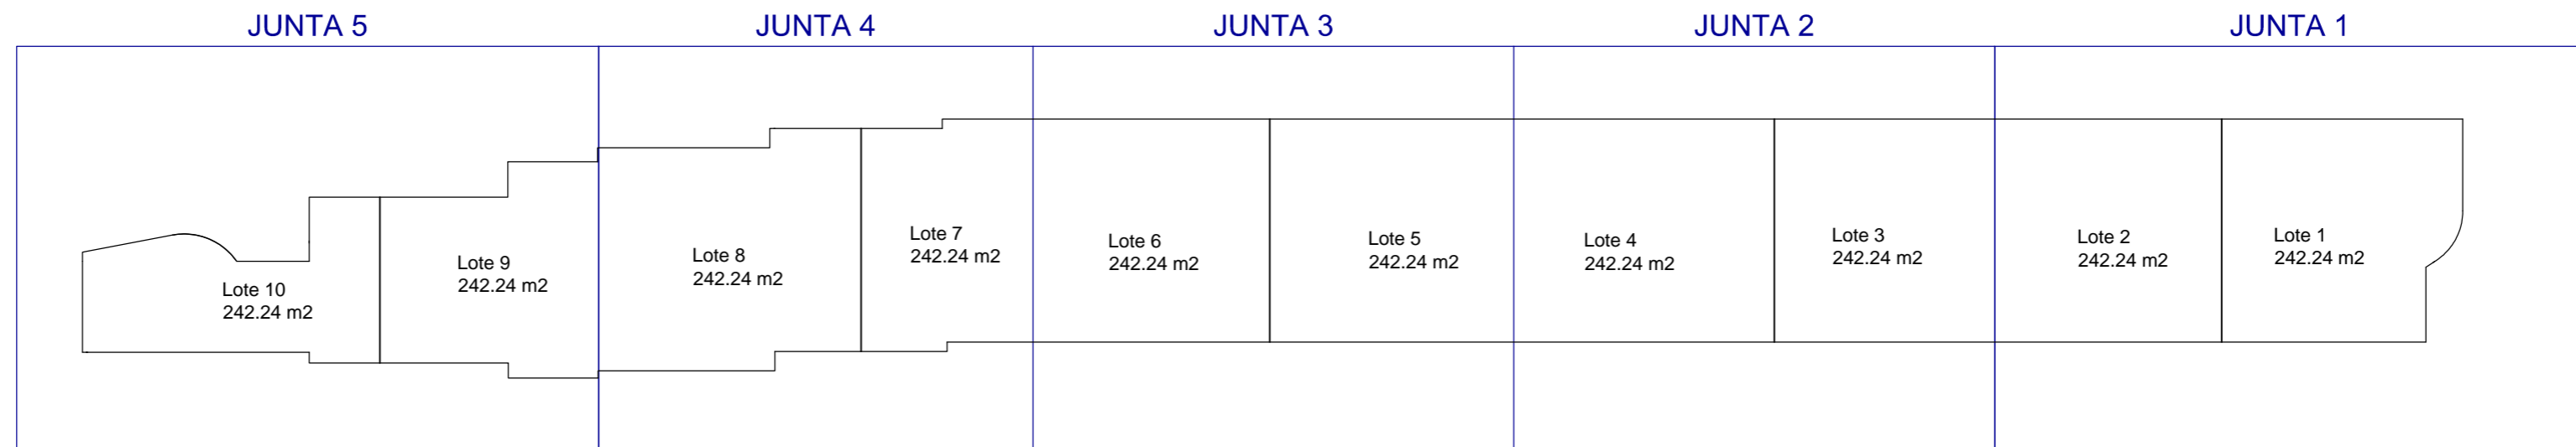 JUNTA 5
JUNTA 4
JUNTA 3
JUNTA 2
JUNTA 1
Lote 10
242.24 m2
Lote 9
242.24 m2
Lote 8
242.24 m2
Lote 7
242.24 m2
Lote 6
242.24 m2
Lote 5
242.24 m2
Lote 4
242.24 m2
Lote 3
242.24 m2
Lote 2
242.24 m2
Lote 1
242.24 m2